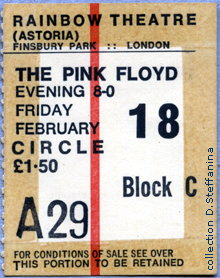 RAINBOW THEATRE
(ASTORIA)
FINSBURY PARK :: LONDON
THE PINK FLOYD
EVENING 8-0
FRIDAY
FEBRUARY
18
CIRCLE
£1·50
Block C
A29
FOR CONDITIONS OF SALE SEE OVER
THIS PORTION TO BE RETAINED
Collection D.Steffanina